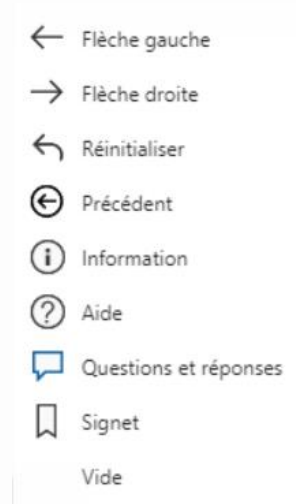 Flèche gauche
Flèche droite
Réinitialiser
Précédent
Information
Aide
Questions et réponses
Signet
Vide